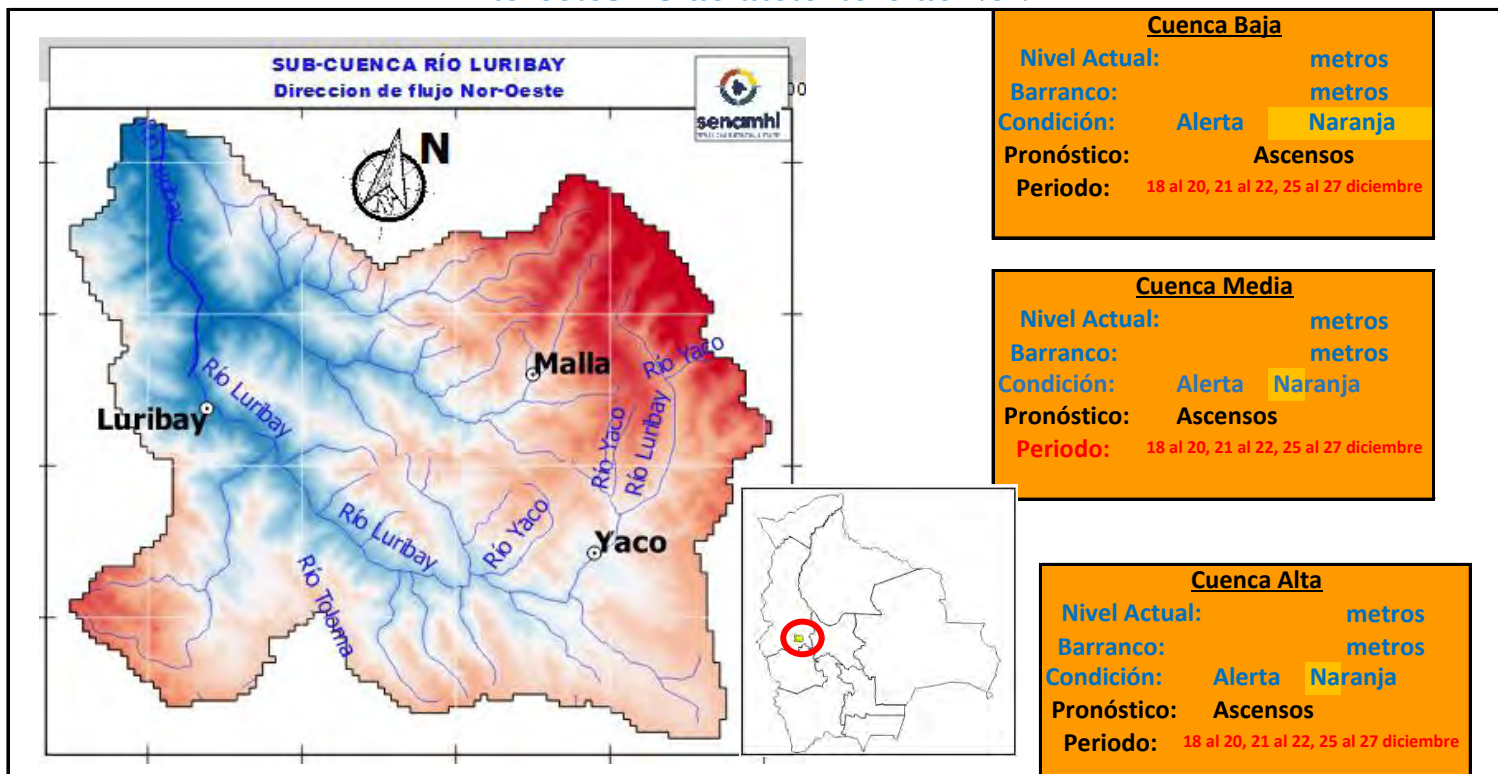 SUB-CUENCA RÍO LURIBAY
Direccion de flujo Nor-Oeste
senamhi
N
Luribay
Río Luribay
Malla
Río Yaco
Río Yaco
Río Luribay
Río Luribay
Río Yaco
Yaco
Río Toloma
Cuenca Baja
Nivel Actual: metros
Barranco: metros
Condición: Alerta Naranja
Pronóstico: Ascensos
Periodo: 18 al 20, 21 al 22, 25 al 27 diciembre
Cuenca Media
Nivel Actual: metros
Barranco: metros
Condición: Alerta Naranja
Pronóstico: Ascensos
Periodo: 18 al 20, 21 al 22, 25 al 27 diciembre
Cuenca Alta
Nivel Actual: metros
Barranco: metros
Condición: Alerta Naranja
Pronóstico: Ascensos
Periodo: 18 al 20, 21 al 22, 25 al 27 diciembre